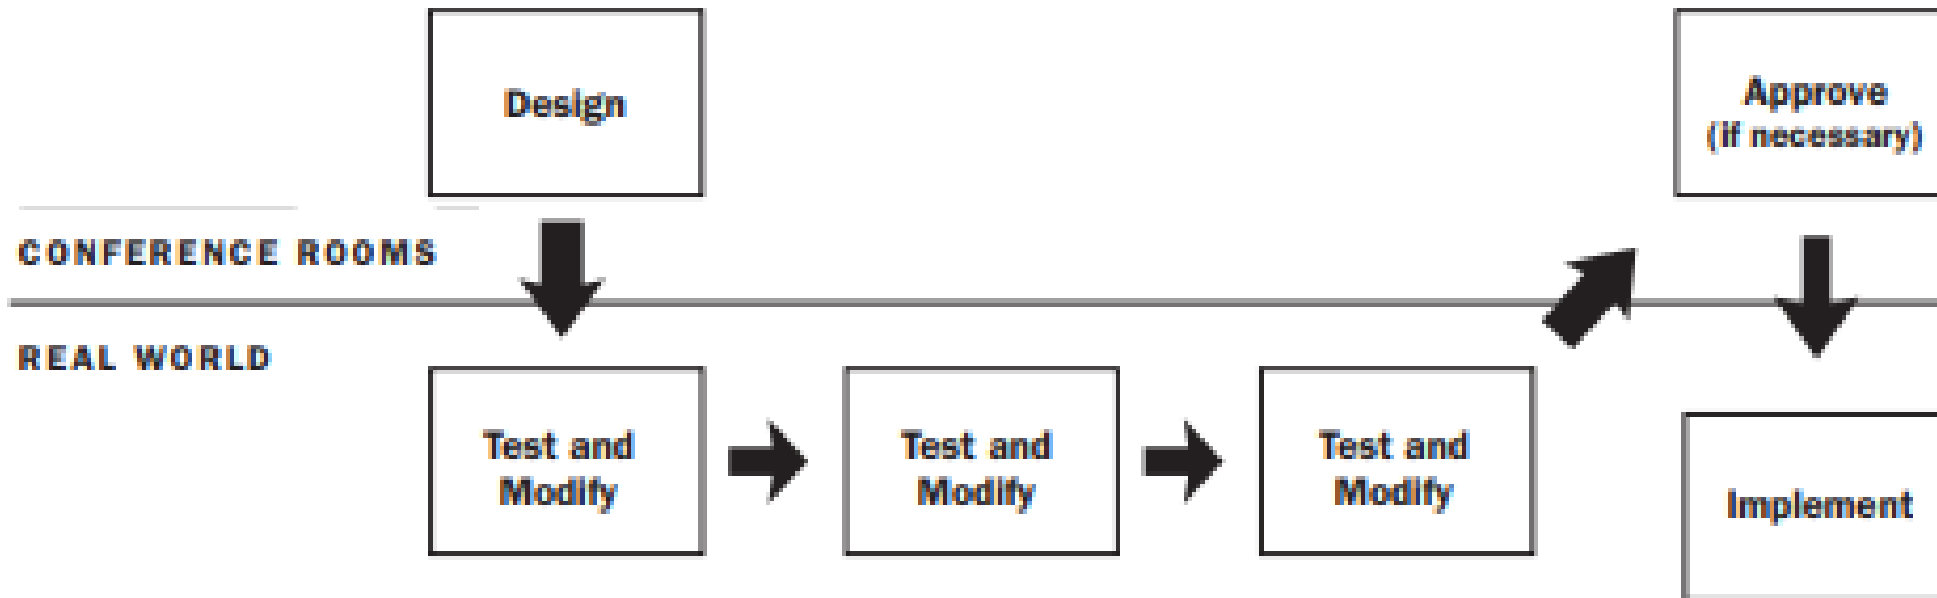 Design
Approve
(if necessary)
CONFERENCE ROOMS
REAL WORLD
Test and
Modify
Test and
Modify
Test and
Modify
Implement